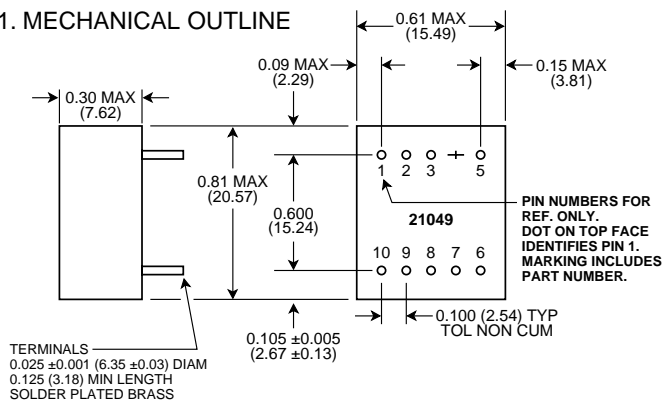 1. MECHANICAL OUTLINE
0.61 MAX
(15.49)
0.09 MAX
(2.29)
0.15 MAX
(3.81)
0.30 MAX
(7.62)
0.81 MAX
(20.57)
0.600
(15.24)
1 2 3 5
21049
10 9 8 7 6
PIN NUMBERS FOR
REF. ONLY.
DOT ON TOP FACE
IDENTIFIES PIN 1.
MARKING INCLUDES
PART NUMBER.
0.105 ±0.005
(2.67 ±0.13)
0.100 (2.54) TYP
TOL NON CUM
TERMINALS
0.025 ±0.001 (6.35 ±0.03) DIAM
0.125 (3.18) MIN LENGTH
SOLDER PLATED BRASS